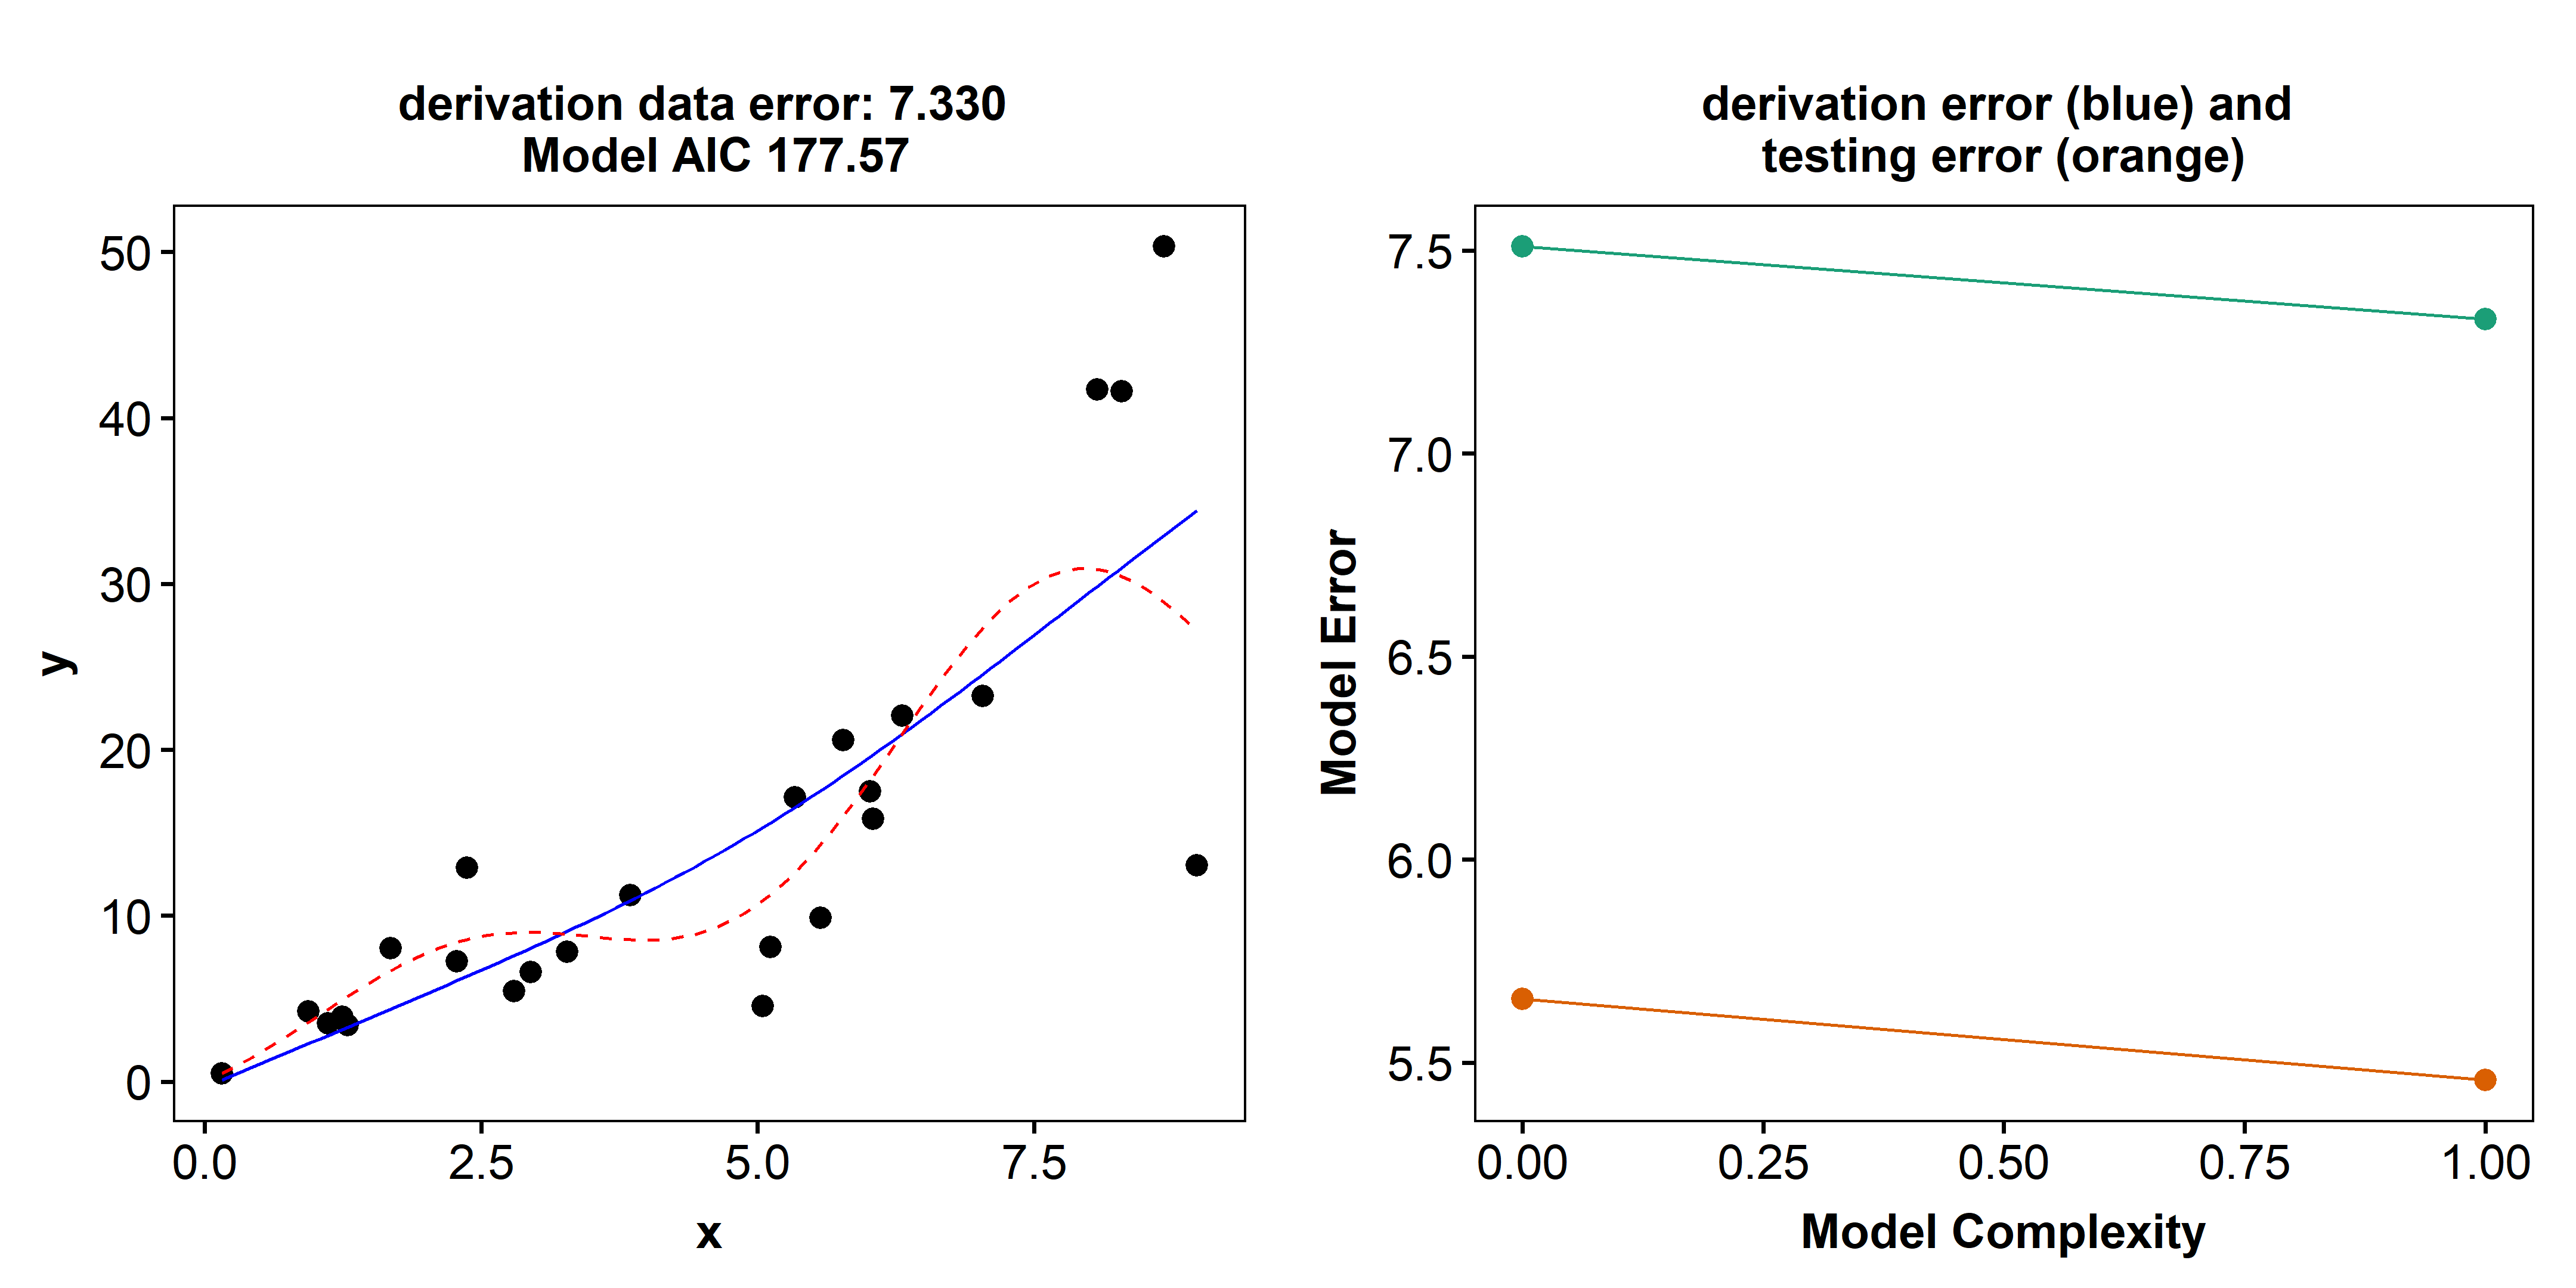 derivation data error: 7.330
Model AIC 177.57
50
40
30
20
10
0
y
0.0 2.5 5.0 7.5
x
derivation error (blue) and
testing error (orange)
7.5
7.0
6.5
6.0
5.5
Model Error
0.00 0.25 0.50 0.75 1.00
Model Complexity